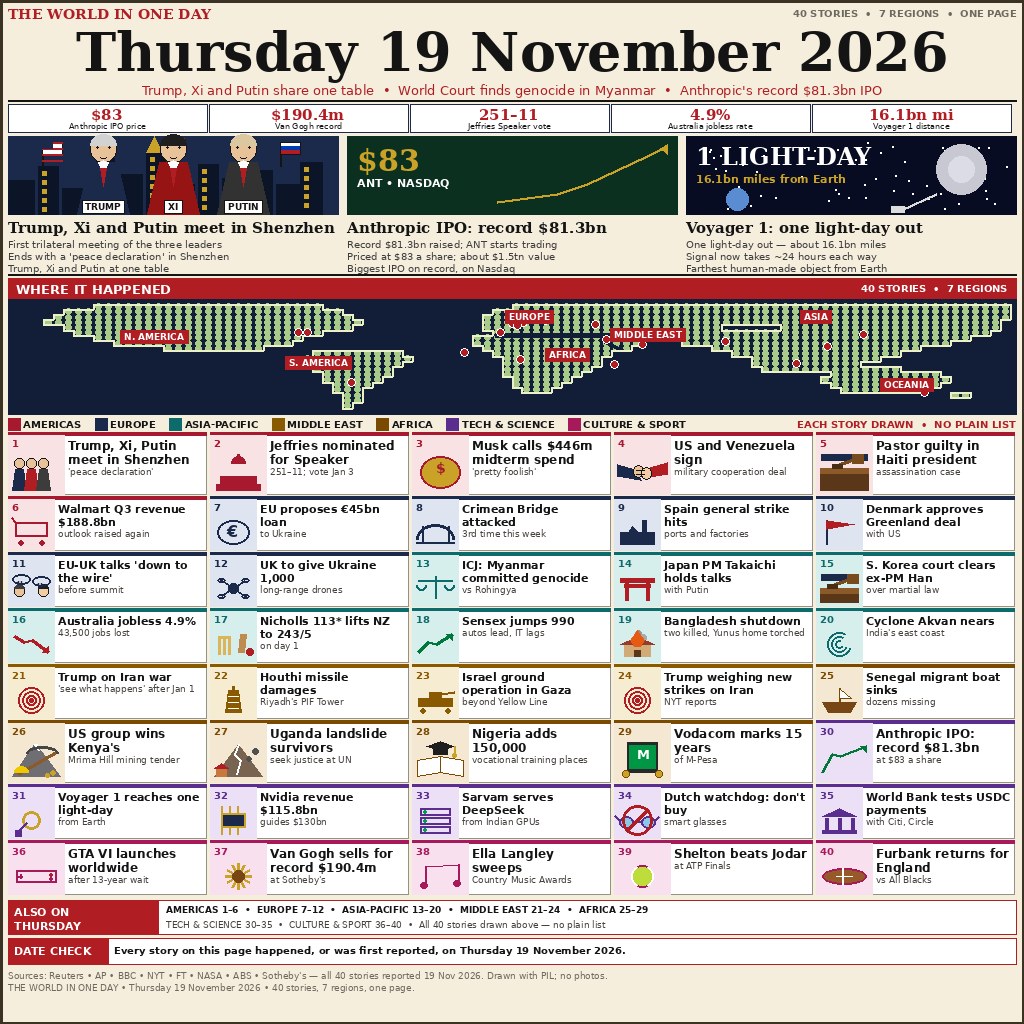 THE WORLD IN ONE DAY
40 STORIES • 7 REGIONS • ONE PAGE
Thursday 19 November 2026
Trump, Xi and Putin share one table • World Court finds genocide in Myanmar • Anthropic's record $81.3bn IPO
$83
Anthropic IPO price
$190.4m
Van Gogh record
251–11
Jeffries Speaker vote
4.9%
Australia jobless rate
16.1bn mi
Voyager 1 distance
TRUMP
XI
PUTIN
$83
ANT • NASDAQ
1 LIGHT-DAY
16.1bn miles from Earth
Trump, Xi and Putin meet in Shenzhen
First trilateral meeting of the three leaders
Ends with a 'peace declaration' in Shenzhen
Trump, Xi and Putin at one table
Anthropic IPO: record $81.3bn
Record $81.3bn raised; ANT starts trading
Priced at $83 a share; about $1.5tn value
Biggest IPO on record, on Nasdaq
Voyager 1: one light-day out
One light-day out — about 16.1bn miles
Signal now takes ~24 hours each way
Farthest human-made object from Earth
WHERE IT HAPPENED
40 STORIES • 7 REGIONS
N. AMERICA
S. AMERICA
EUROPE
AFRICA
MIDDLE EAST
ASIA
OCEANIA
AMERICAS
EUROPE
ASIA-PACIFIC
MIDDLE EAST
AFRICA
TECH & SCIENCE
CULTURE & SPORT
EACH STORY DRAWN • NO PLAIN LIST
1
Trump, Xi, Putin
meet in Shenzhen
'peace declaration'
2
Jeffries nominated
for Speaker
251–11; vote Jan 3
3
Musk calls $446m
midterm spend
'pretty foolish'
$
4
US and Venezuela
sign
military cooperation deal
5
Pastor guilty in
Haiti president
assassination case
6
Walmart Q3 revenue
$188.8bn
outlook raised again
7
EU proposes €45bn
loan
to Ukraine
€
8
Crimean Bridge
attacked
3rd time this week
9
Spain general strike
hits
ports and factories
10
Denmark approves
Greenland deal
with US
11
EU-UK talks 'down to
the wire'
before summit
12
UK to give Ukraine
1,000
long-range drones
13
ICJ: Myanmar
committed genocide
vs Rohingya
14
Japan PM Takaichi
holds talks
with Putin
15
S. Korea court clears
ex-PM Han
over martial law
16
Australia jobless 4.9%
43,500 jobs lost
17
Nicholls 113* lifts NZ
to 243/5
on day 1
18
Sensex jumps 990
autos lead, IT lags
19
Bangladesh shutdown
two killed, Yunus home torched
20
Cyclone Akvan nears
India's east coast
21
Trump on Iran war
'see what happens' after Jan 1
22
Houthi missile
damages
Riyadh's PIF Tower
23
Israel ground
operation in Gaza
beyond Yellow Line
24
Trump weighing new
strikes on Iran
NYT reports
25
Senegal migrant boat
sinks
dozens missing
26
US group wins
Kenya's
Mrima Hill mining tender
27
Uganda landslide
survivors
seek justice at UN
28
Nigeria adds
150,000
vocational training places
29
Vodacom marks 15
years
of M-Pesa
M
30
Anthropic IPO:
record $81.3bn
at $83 a share
31
Voyager 1 reaches one
light-day
from Earth
32
Nvidia revenue
$115.8bn
guides $130bn
33
Sarvam serves
DeepSeek
from Indian GPUs
34
Dutch watchdog: don't
buy
smart glasses
35
World Bank tests USDC
payments
with Citi, Circle
36
GTA VI launches
worldwide
after 13-year wait
37
Van Gogh sells for
record $190.4m
at Sotheby's
38
Ella Langley
sweeps
Country Music Awards
39
Shelton beats Jodar
at ATP Finals
40
Furbank returns for
England
vs All Blacks
ALSO ON
THURSDAY
AMERICAS 1–6 • EUROPE 7–12 • ASIA-PACIFIC 13–20 • MIDDLE EAST 21–24 • AFRICA 25–29
TECH & SCIENCE 30–35 • CULTURE & SPORT 36–40 • All 40 stories drawn above — no plain list
DATE CHECK
Every story on this page happened, or was first reported, on Thursday 19 November 2026.
Sources: Reuters • AP • BBC • NYT • FT • NASA • ABS • Sotheby's — all 40 stories reported 19 Nov 2026. Drawn with PIL; no photos.
THE WORLD IN ONE DAY • Thursday 19 November 2026 • 40 stories, 7 regions, one page.